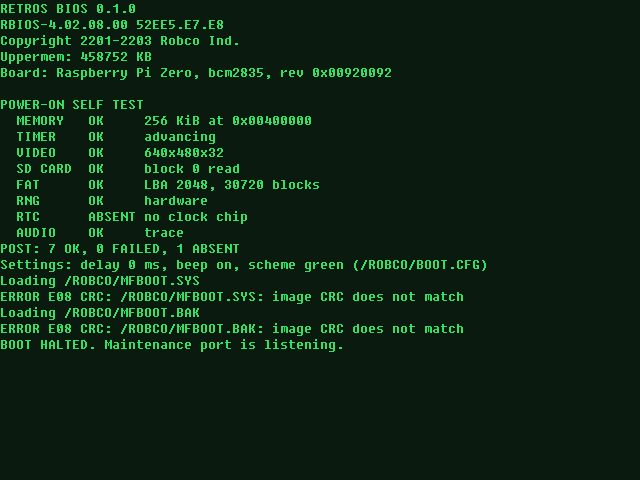 RETROS BIOS 0.1.0
RBIOS-4.02.08.00 52EE5.E7.E8
Copyright 2201-2203 Robco Ind.
Uppermem: 458752 KB
Board: Raspberry Pi Zero, bcm2835, rev 0x00920092
POWER-ON SELF TEST
MEMORY OK 256 KiB at 0x00400000
TIMER OK advancing
VIDEO OK 640x480x32
SD CARD OK block 0 read
FAT OK LBA 2048, 30720 blocks
RNG OK hardware
RTC ABSENT no clock chip
AUDIO OK trace
POST: 7 OK, 0 FAILED, 1 ABSENT
Settings: delay 0 ms, beep on, scheme green (/ROBCO/BOOT.CFG)
Loading /ROBCO/MFBOOT.SYS
ERROR E08 CRC: /ROBCO/MFBOOT.SYS: image CRC does not match
Loading /ROBCO/MFBOOT.BAK
ERROR E08 CRC: /ROBCO/MFBOOT.BAK: image CRC does not match
BOOT HALTED. Maintenance port is listening.